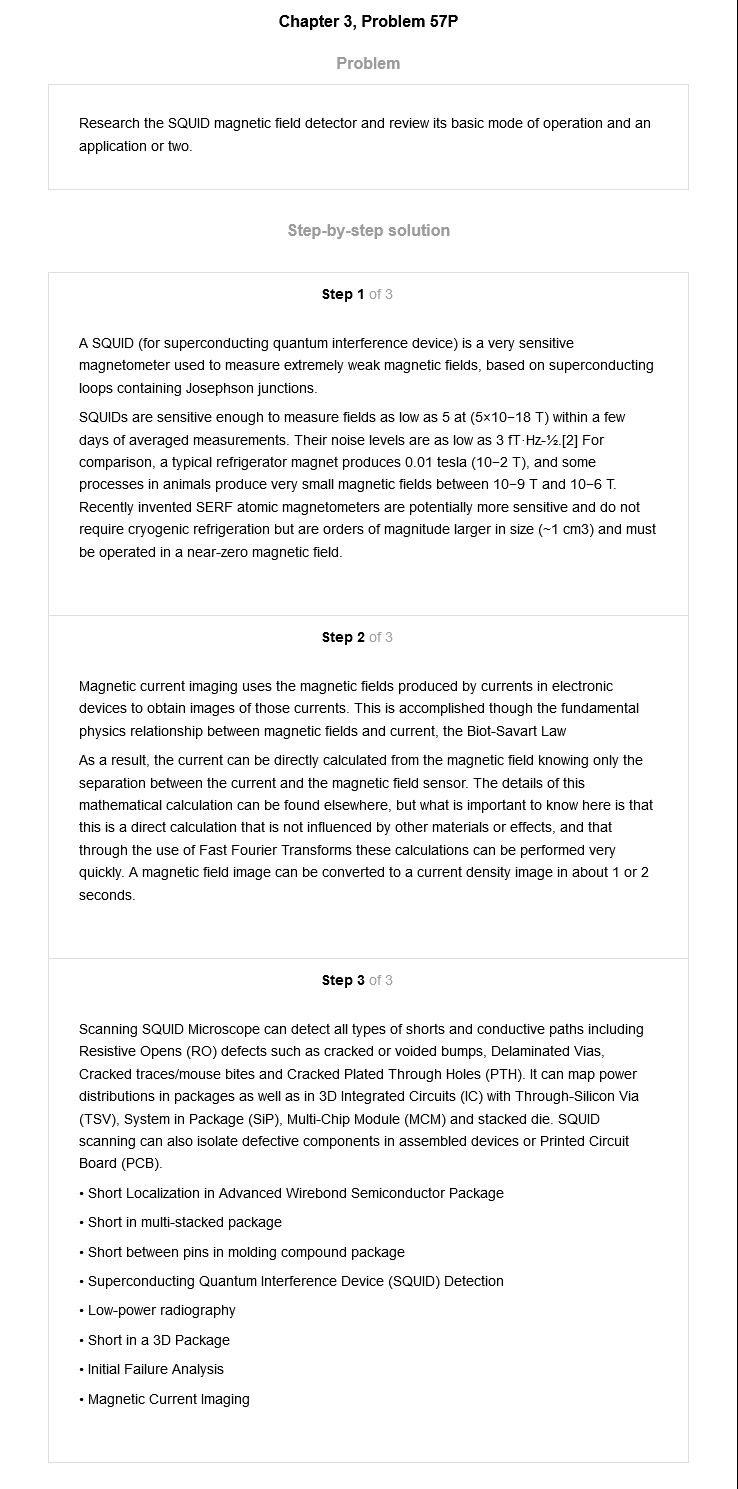 Chapter 3, Problem 57P
Problem
Research the SQUID magnetic field detector and review its basic mode of operation and an
application or two.
Step-by-step solution
Step 1 of 3
A SQUID (for superconducting quantum interference device) is a very sensitive
magnetometer used to measure extremely weak magnetic fields, based on superconducting
loops containing Josephson junctions.
SQUIDs are sensitive enough to measure fields as low as 5 at (5×10−18 T) within a few
days of averaged measurements. Their noise levels are as low as 3 fT·Hz-½.[2] For
comparison, a typical refrigerator magnet produces 0.01 tesla (10−2 T), and some
processes in animals produce very small magnetic fields between 10−9 T and 10−6 T.
Recently invented SERF atomic magnetometers are potentially more sensitive and do not
require cryogenic refrigeration but are orders of magnitude larger in size (~1 cm3) and must
be operated in a near-zero magnetic field.
Step 2 of 3
Magnetic current imaging uses the magnetic fields produced by currents in electronic
devices to obtain images of those currents. This is accomplished though the fundamental
physics relationship between magnetic fields and current, the Biot-Savart Law
As a result, the current can be directly calculated from the magnetic field knowing only the
separation between the current and the magnetic field sensor. The details of this
mathematical calculation can be found elsewhere, but what is important to know here is that
this is a direct calculation that is not influenced by other materials or effects, and that
through the use of Fast Fourier Transforms these calculations can be performed very
quickly. A magnetic field image can be converted to a current density image in about 1 or 2
seconds.
Step 3 of 3
Scanning SQUID Microscope can detect all types of shorts and conductive paths including
Resistive Opens (RO) defects such as cracked or voided bumps, Delaminated Vias,
Cracked traces/mouse bites and Cracked Plated Through Holes (PTH). It can map power
distributions in packages as well as in 3D Integrated Circuits (IC) with Through-Silicon Via
(TSV), System in Package (SiP), Multi-Chip Module (MCM) and stacked die. SQUID
scanning can also isolate defective components in assembled devices or Printed Circuit
Board (PCB).
• Short Localization in Advanced Wirebond Semiconductor Package
• Short in multi-stacked package
• Short between pins in molding compound package
• Superconducting Quantum Interference Device (SQUID) Detection
• Low-power radiography
• Short in a 3D Package
• Initial Failure Analysis
• Magnetic Current Imaging